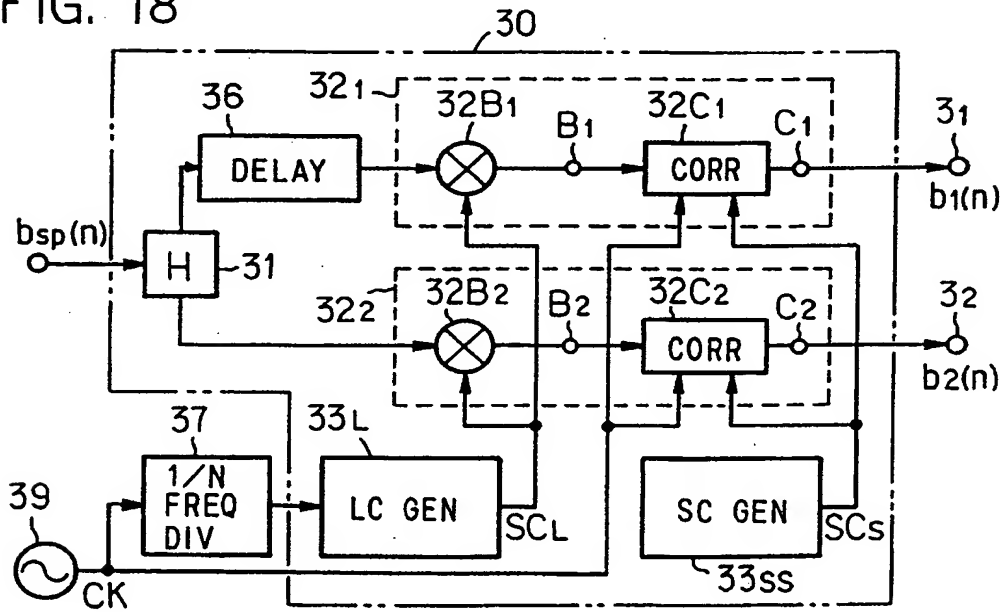 FIG. 18
30
36
DELAY
32₁
32B₁
B₁
32C₁
CORR
C₁
3₁
b₁(n)
bsp(n)
H
31
32₂
32B₂
B₂
32C₂
CORR
C₂
3₂
b₂(n)
37
1/N
FREQ
DIV
33L
LC GEN
SCL
SC GEN
SCs
33SS
39
CK